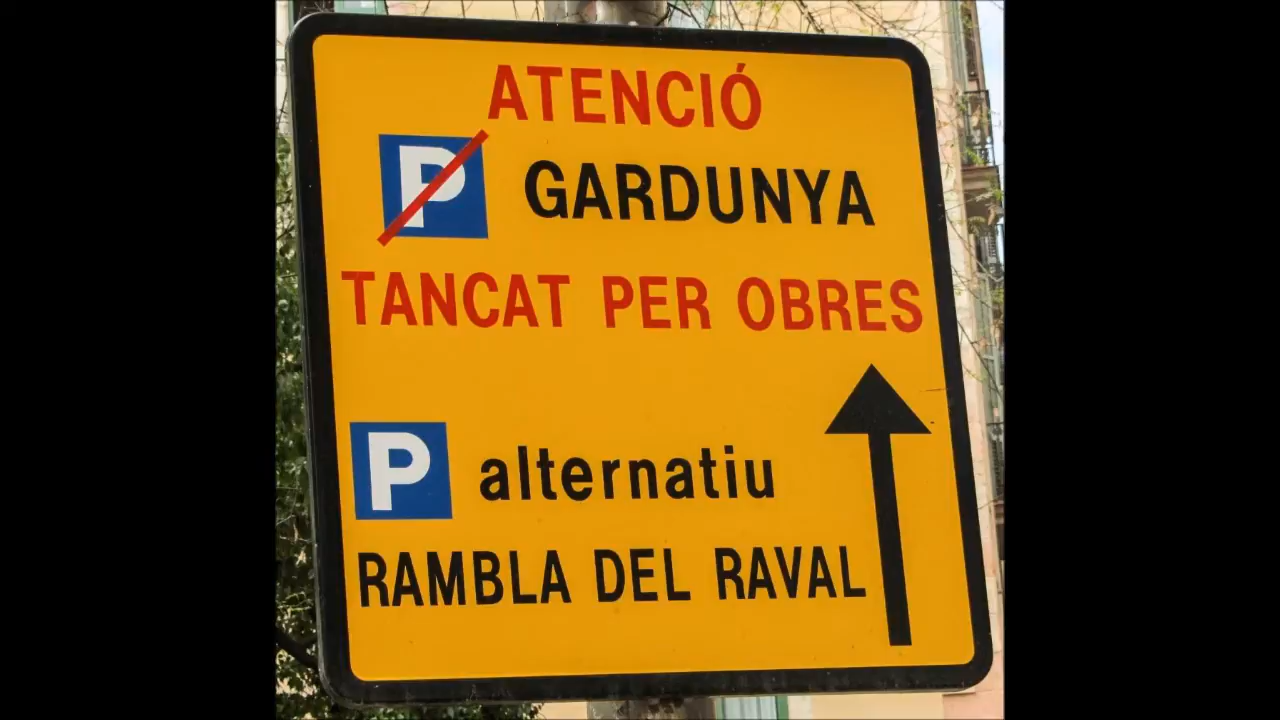 ATENCIÓ
P GARDUNYA
TANCAT PER OBRES
P alternatiu
RAMBLA DEL RAVAL